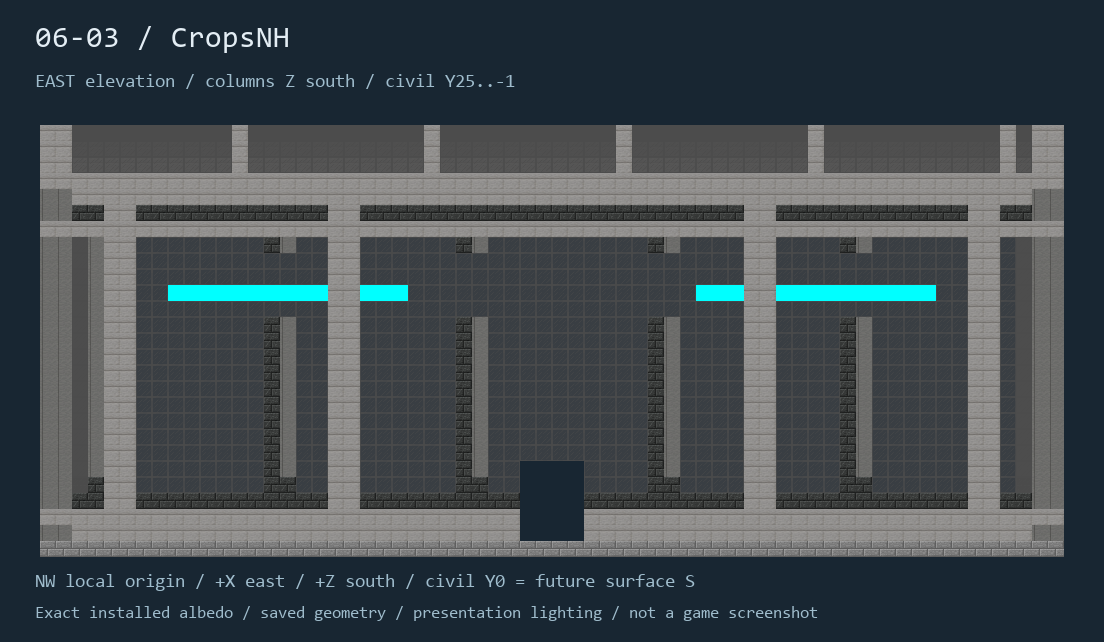 06-03 / CropsNH
EAST elevation / columns Z south / civil Y25..-1
NW local origin / +X east / +Z south / civil Y0 = future surface S
Exact installed albedo / saved geometry / presentation lighting / not a game screenshot